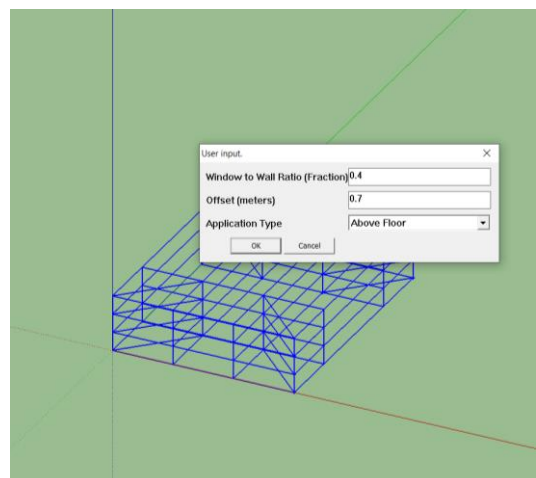 User input.
Window to Wall Ratio (Fraction) 0.4
Offset (meters) 0.7
Application Type Above Floor
OK Cancel